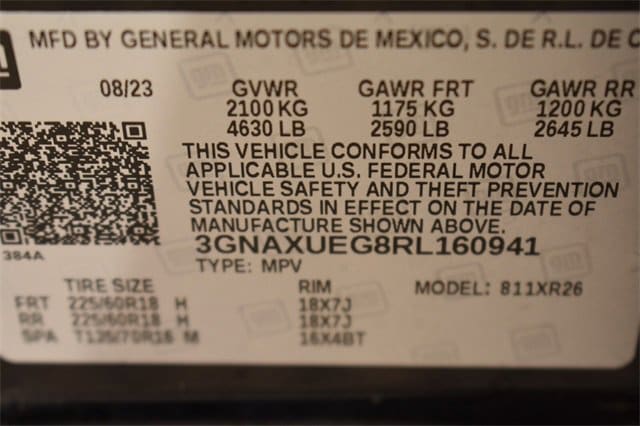 MFD BY GENERAL MOTORS DE MEXICO, S. DE R.L. DE C
08/23 GVWR GAWR FRT GAWR RR
2100 KG 1175 KG 1200 KG
4630 LB 2590 LB 2645 LB
THIS VEHICLE CONFORMS TO ALL
APPLICABLE U.S. FEDERAL MOTOR
VEHICLE SAFETY AND THEFT PREVENTION
STANDARDS IN EFFECT ON THE DATE OF
MANUFACTURE SHOWN ABOVE.
384A 3GNAXUEG8RL160941
TYPE: MPV
TIRE SIZE RIM MODEL: 811XR26
FRT 225/60R18 H 18X7J
RR 225/60R18 H 18X7J
SPA T135/70R16 M 16X4BT